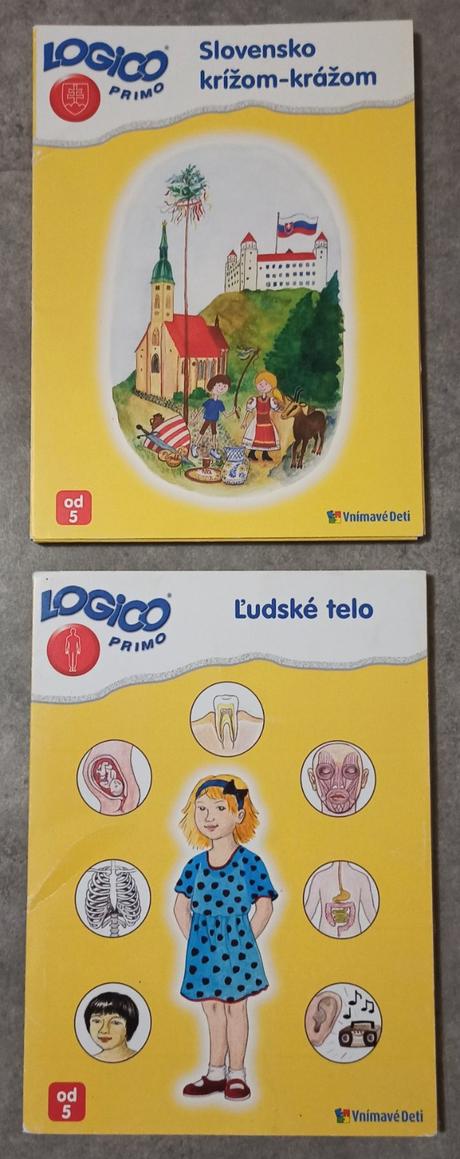 LOGiCO®
PRIMO
Slovensko
krížom-krážom
od
5
Vnímavé Deti
LOGiCO®
PRIMO
Ľudské telo
od
5
Vnímavé Deti